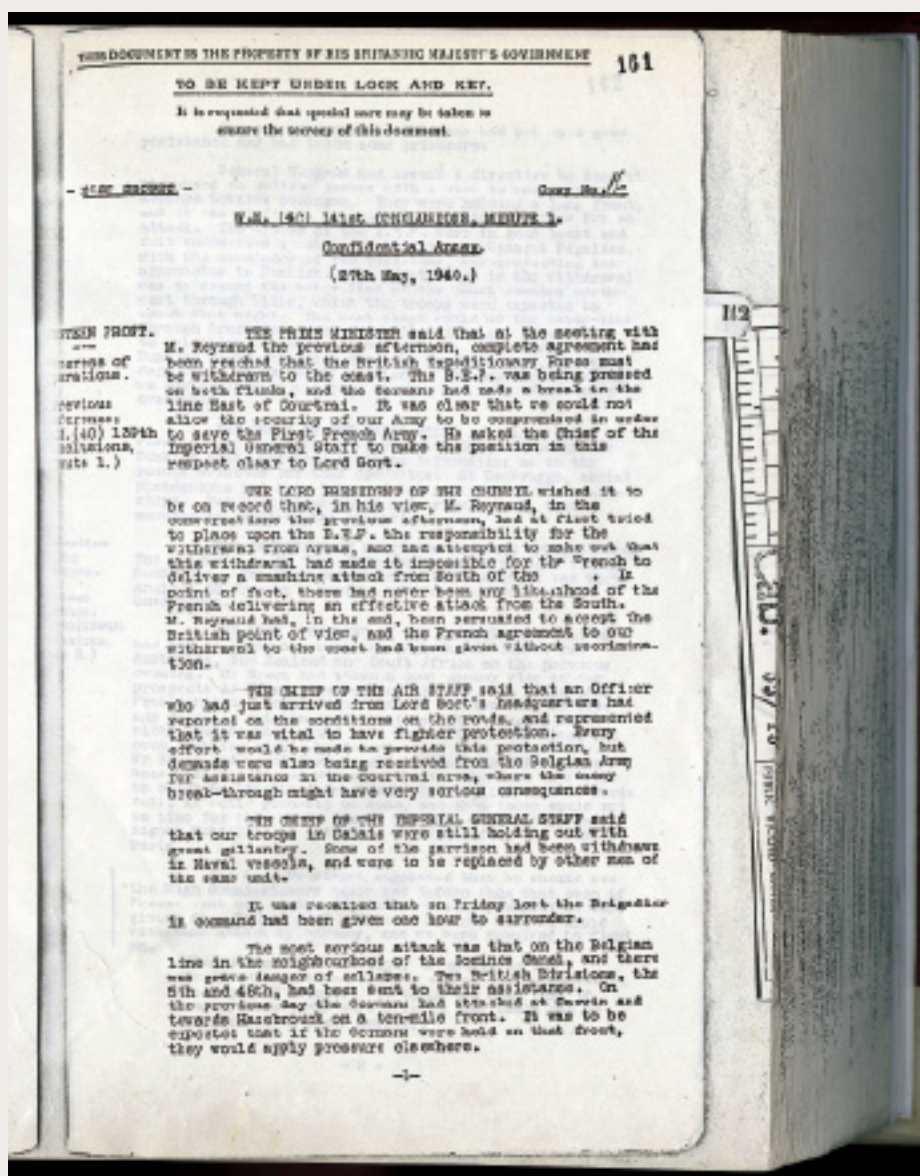 THIS DOCUMENT IS THE PROPERTY OF HIS BRITANNIC MAJESTY'S GOVERNMENT
161
TO BE KEPT UNDER LOCK AND KEY.
It is requested that special care may be taken to
ensure the secrecy of this document.
SECRET -
Copy No.
W.M. (40) 141st CONCLUSIONS, MINUTE 1.
Confidential Annex.
(27th May, 1940.)
112
STERN FRONT.
ogress of
erations.
revious
ferences
.(40) 139th
nclusions,
nute 1.)
THE PRIME MINISTER said that at the meeting with
M. Reynaud the previous afternoon, complete agreement had
been reached that the British Expeditionary Force must
be withdrawn to the coast. The B.E.F. was being pressed
on both flanks, and the Germans had made a break in the
line East of Courtrai. It was clear that we could not
allow the security of our Army to be compromised in order
to save the First French Army. He asked the Chief of the
Imperial General Staff to make the position in this
respect clear to Lord Gort.
THE LORD PRESIDENT OF THE COUNCIL wished it to
be on record that, in his view, M. Reynaud, in the
conversations the previous afternoon, had at first tried
to place upon the B.E.F. the responsibility for the
withdrawal from Arras, and had attempted to make out that
this withdrawal had made it impossible for the French to
deliver a smashing attack from South of the . In
point of fact, there had never been any likelihood of the
French delivering an effective attack from the South.
M. Reynaud had, in the end, been persuaded to accept the
British point of view, and the French agreement to our
withdrawal to the coast had been given without recrimina-
tion.
THE CHIEF OF THE AIR STAFF said that an Officer
who had just arrived from Lord Gort's headquarters had
reported on the conditions on the roads, and represented
that it was vital to have fighter protection. Every
effort would be made to provide this protection, but
demands were also being received from the Belgian Army
for assistance in the Courtrai area, where the enemy
break-through might have very serious consequences.
THE CHIEF OF THE IMPERIAL GENERAL STAFF said
that our troops in Calais were still holding out with
great gallantry. Some of the garrison had been withdrawn
in Naval vessels, and were to be replaced by other men of
the same unit.
It was recalled that on Friday last the Brigadier
in command had been given one hour to surrender.
The most serious attack was that on the Belgian
line in the neighbourhood of the Canal, and there
was grave danger of collapse. Two British Divisions, the
5th and 48th, had been sent to their assistance. On
the previous day the Germans had attacked at Carvin and
towards Hazebrouck on a ten-mile front. It was to be
expected that if the Germans were held on that front,
they would apply pressure elsewhere.
-1-